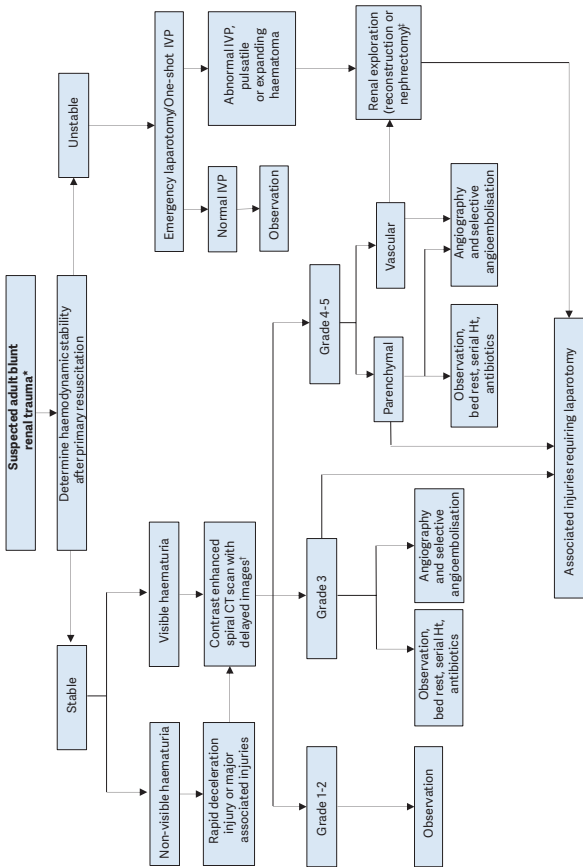 Suspected adult blunt
renal trauma*
Determine haemodynamic stability
after primary resuscitation
Stable
Unstable
Non-visible haematuria
Visible haematuria
Emergency laparotomy/One-shot IVP
Rapid deceleration
injury or major
associated injuries
Contrast enhanced
spiral CT scan with
delayed images†
Normal IVP
Abnormal IVP,
pulsatile
or expanding
haematoma
Observation
Grade 1-2
Grade 3
Grade 4-5
Parenchymal
Vascular
Renal exploration
(reconstruction or
nephrectomy)‡
Observation
Observation,
bed rest, serial Ht,
antibiotics
Angiography
and selective
angioembolisation
Observation,
bed rest, serial Ht,
antibiotics
Angiography
and selective
angioembolisation
Associated injuries requiring laparotomy